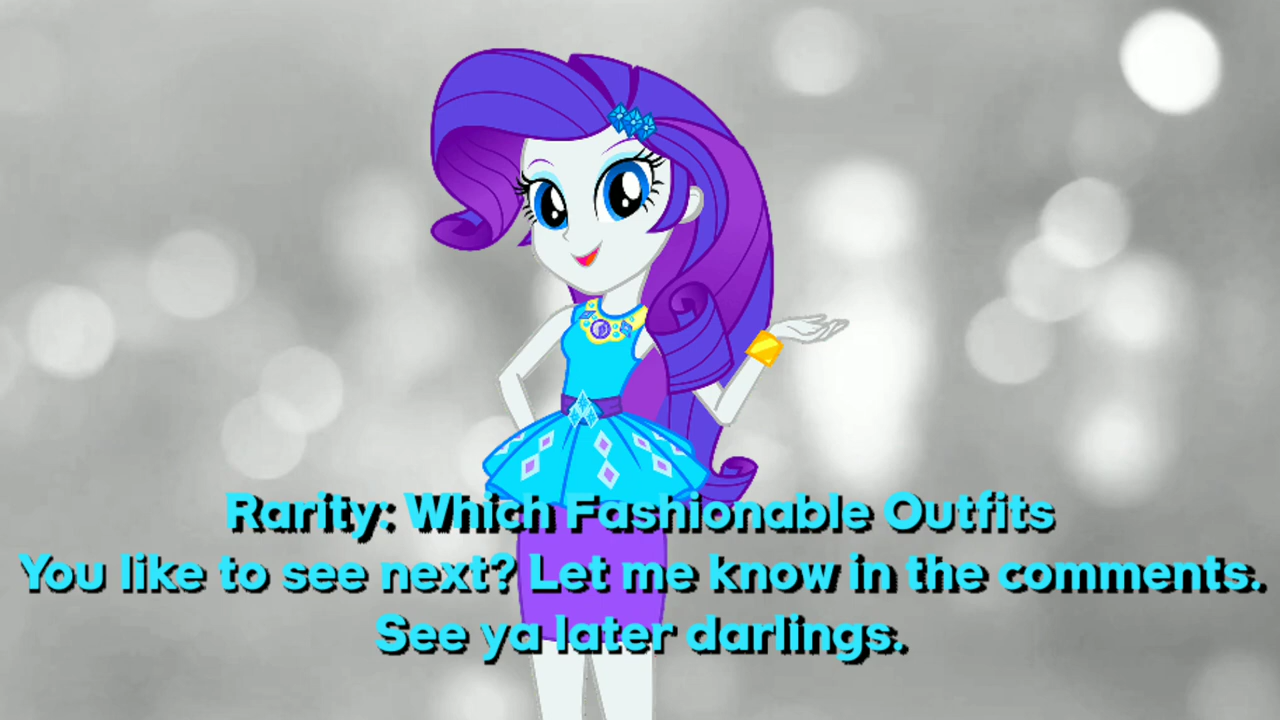 Rarity: Which Fashionable Outfits
You like to see next? Let me know in the comments.
See ya later darlings.